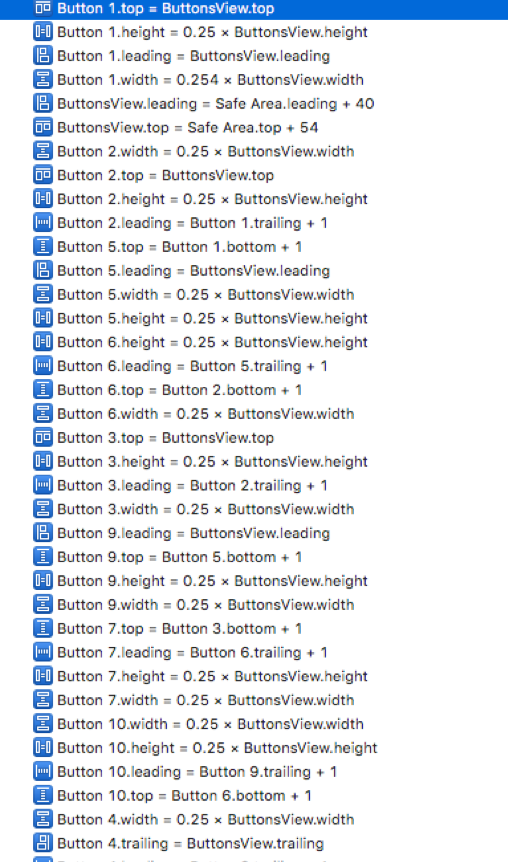 Button 1.top = ButtonsView.top
Button 1.height = 0.25 × ButtonsView.height
Button 1.leading = ButtonsView.leading
Button 1.width = 0.254 × ButtonsView.width
ButtonsView.leading = Safe Area.leading + 40
ButtonsView.top = Safe Area.top + 54
Button 2.width = 0.25 × ButtonsView.width
Button 2.top = ButtonsView.top
Button 2.height = 0.25 × ButtonsView.height
Button 2.leading = Button 1.trailing + 1
Button 5.top = Button 1.bottom + 1
Button 5.leading = ButtonsView.leading
Button 5.width = 0.25 × ButtonsView.width
Button 5.height = 0.25 × ButtonsView.height
Button 6.height = 0.25 × ButtonsView.height
Button 6.leading = Button 5.trailing + 1
Button 6.top = Button 2.bottom + 1
Button 6.width = 0.25 × ButtonsView.width
Button 3.top = ButtonsView.top
Button 3.height = 0.25 × ButtonsView.height
Button 3.leading = Button 2.trailing + 1
Button 3.width = 0.25 × ButtonsView.width
Button 9.leading = ButtonsView.leading
Button 9.top = Button 5.bottom + 1
Button 9.height = 0.25 × ButtonsView.height
Button 9.width = 0.25 × ButtonsView.width
Button 7.top = Button 3.bottom + 1
Button 7.leading = Button 6.trailing + 1
Button 7.height = 0.25 × ButtonsView.height
Button 7.width = 0.25 × ButtonsView.width
Button 10.width = 0.25 × ButtonsView.width
Button 10.height = 0.25 × ButtonsView.height
Button 10.leading = Button 9.trailing + 1
Button 10.top = Button 6.bottom + 1
Button 4.width = 0.25 × ButtonsView.width
Button 4.trailing = ButtonsView.trailing